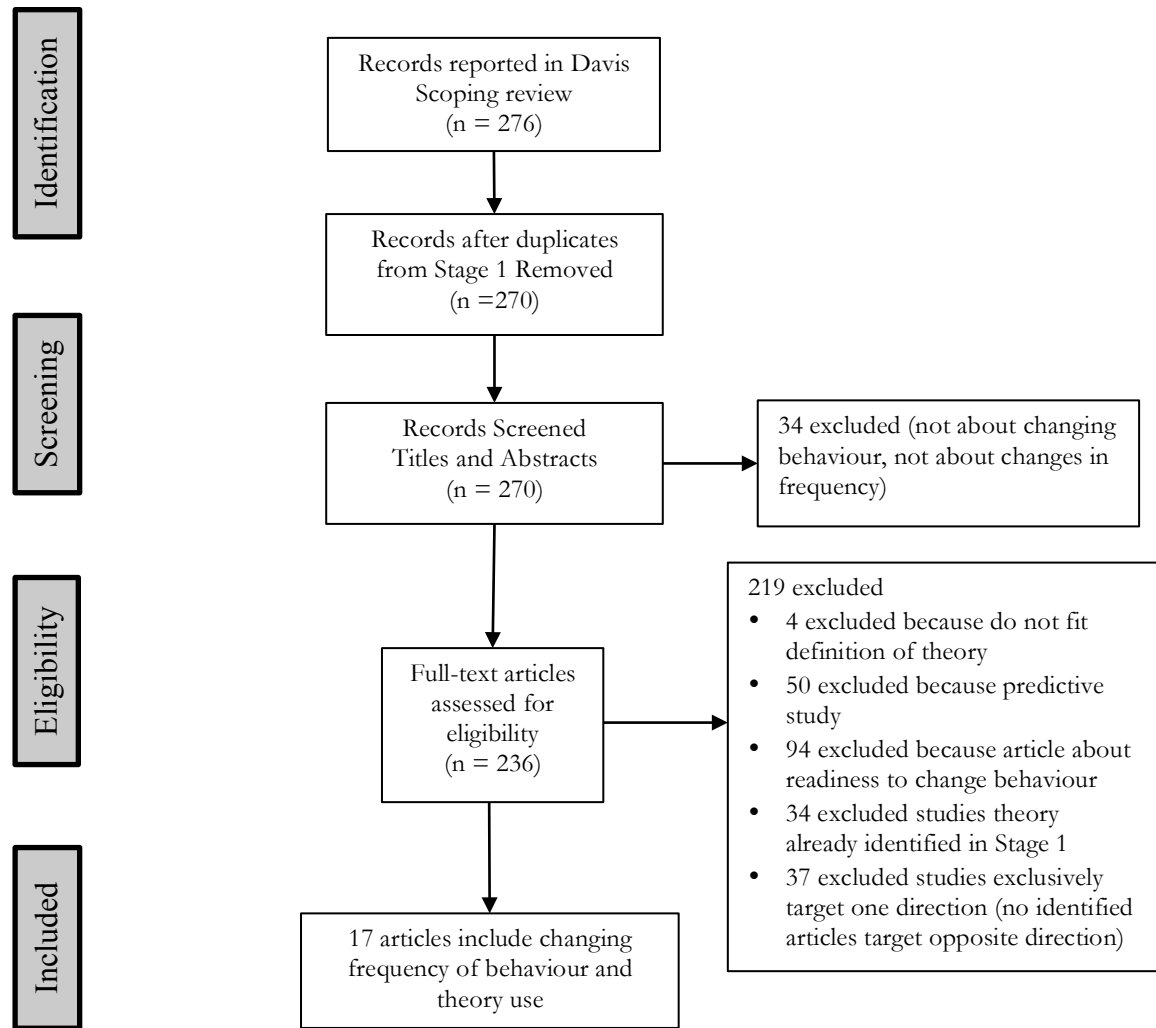 Identification
Records reported in Davis
Scoping review
(n = 276)
Records after duplicates
from Stage 1 Removed
(n =270)
Screening
Records Screened
Titles and Abstracts
(n = 270)
34 excluded (not about changing
behaviour, not about changes in
frequency)
Eligibility
Full-text articles
assessed for
eligibility
(n = 236)
219 excluded
• 4 excluded because do not fit
definition of theory
• 50 excluded because predictive
study
• 94 excluded because article about
readiness to change behaviour
• 34 excluded studies theory
already identified in Stage 1
• 37 excluded studies exclusively
target one direction (no identified
articles target opposite direction)
Included
17 articles include changing
frequency of behaviour and
theory use